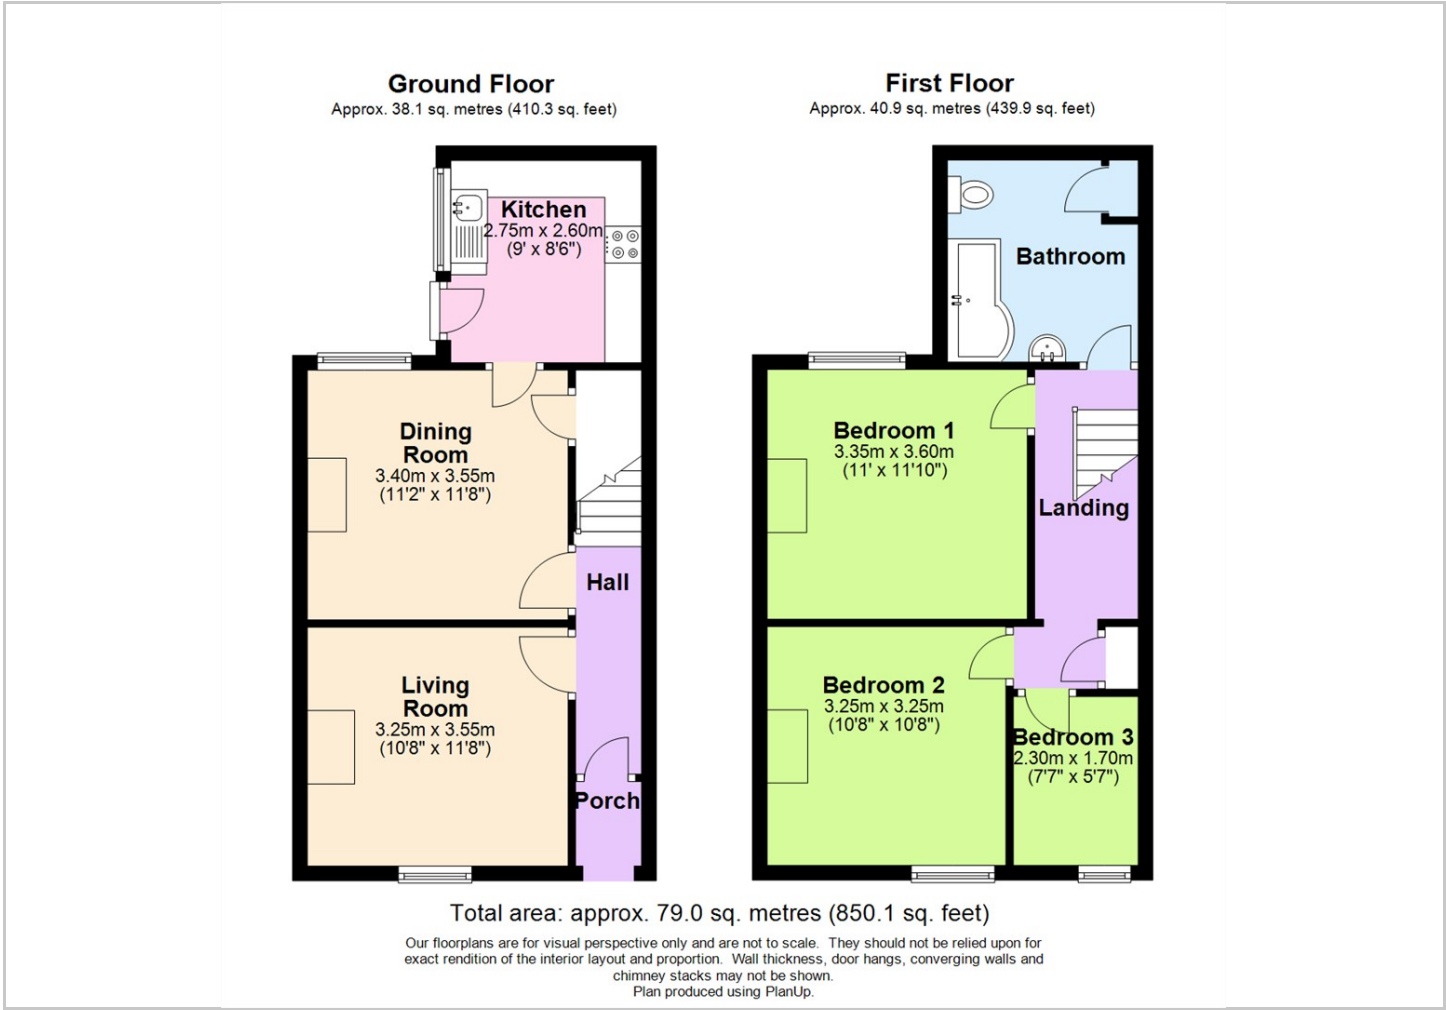 Ground Floor
Approx. 38.1 sq. metres (410.3 sq. feet)
Kitchen
2.75m x 2.60m
(9' x 8'6")
Dining
Room
3.40m x 3.55m
(11'2" x 11'8")
Hall
Living
Room
3.25m x 3.55m
(10'8" x 11'8")
Porch
First Floor
Approx. 40.9 sq. metres (439.9 sq. feet)
Bathroom
Bedroom 1
3.35m x 3.60m
(11' x 11'10")
Landing
Bedroom 2
3.25m x 3.25m
(10'8" x 10'8")
Bedroom 3
2.30m x 1.70m
(7'7" x 5'7")
Total area: approx. 79.0 sq. metres (850.1 sq. feet)
Our floorplans are for visual perspective only and are not to scale. They should not be relied upon for
exact rendition of the interior layout and proportion. Wall thickness, door hangs, converging walls and
chimney stacks may not be shown.
Plan produced using PlanUp.